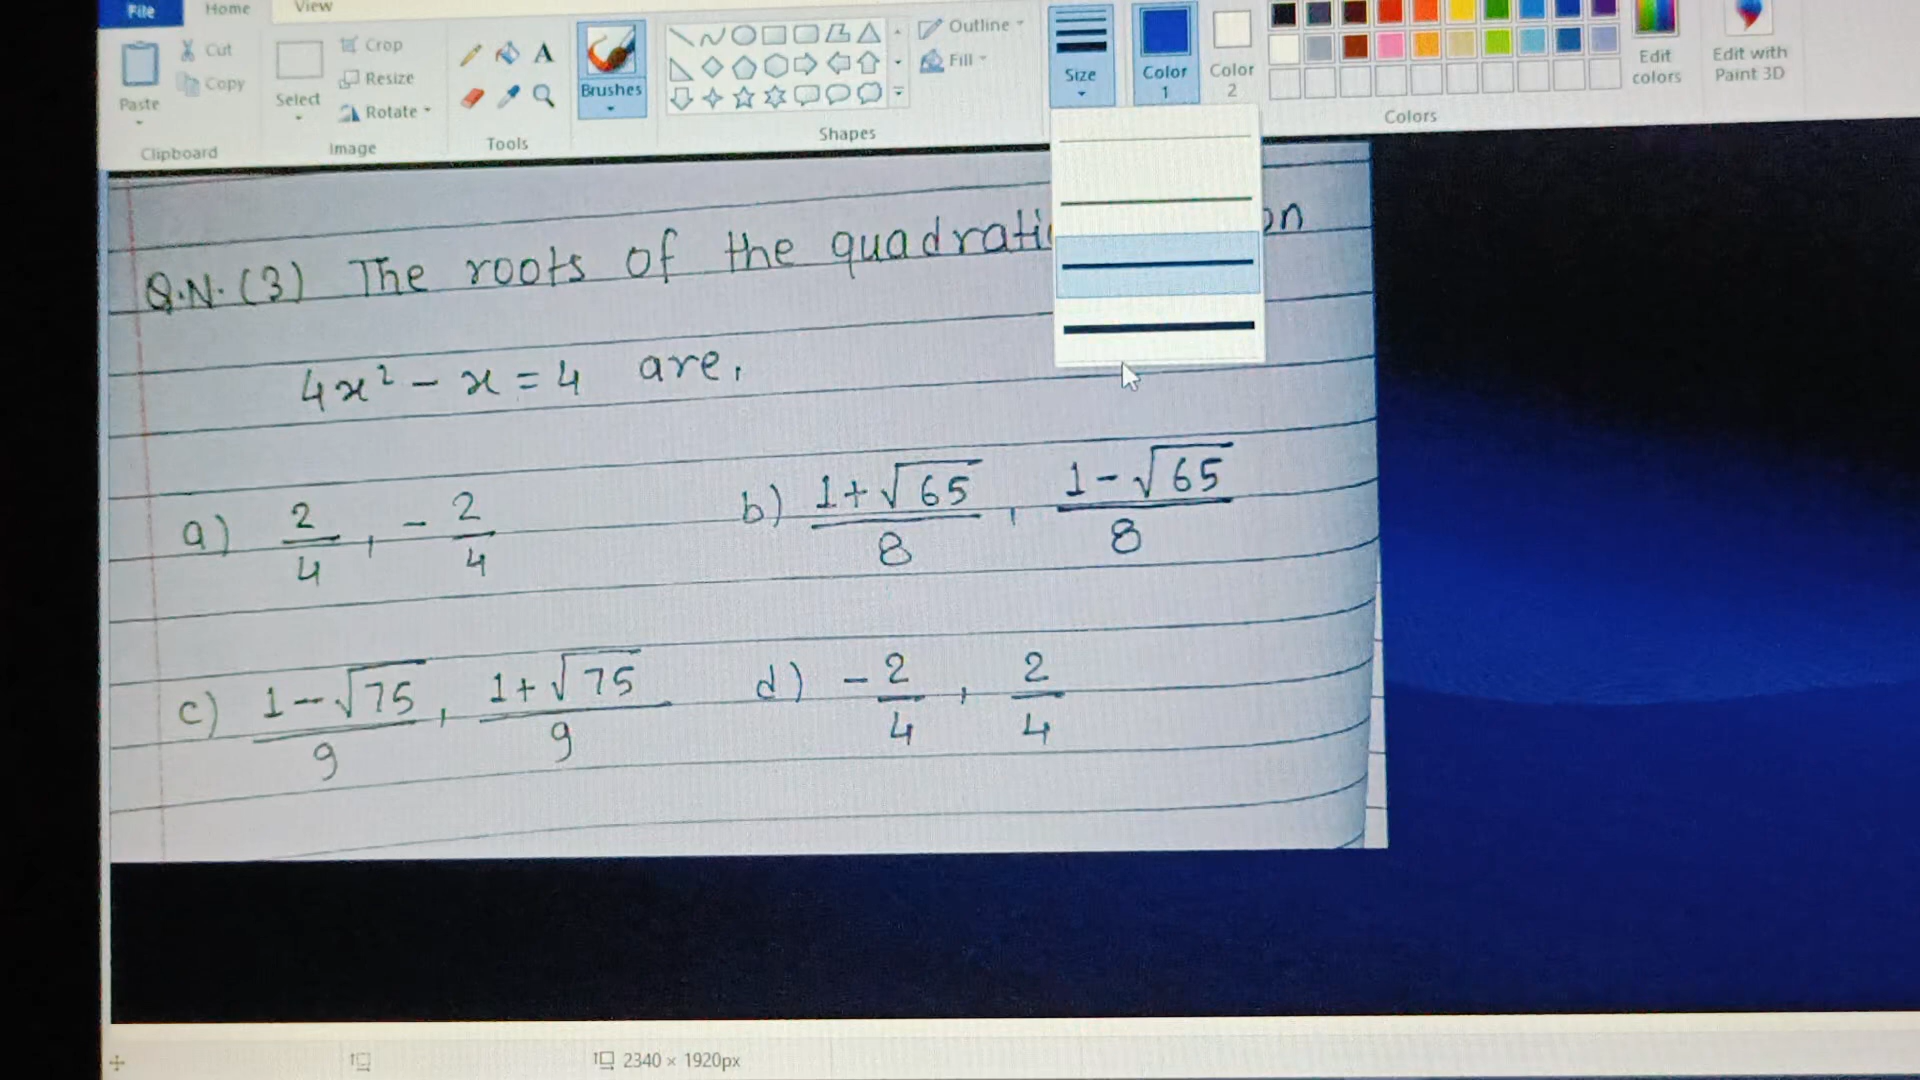 File Home View
Paste Cut Copy Clipboard
Select Crop Resize Rotate Image
A Tools
Brushes
Shapes
Outline Fill
Size
Color 1
Color 2
Colors
Edit colors
Edit with Paint 3D
Q.N.(3) The roots of the
4x² - x = 4 are,
a) 2/4, -2/4
b) (1+√65)/8, (1-√65)/8
c) (1-√75)/9, (1+√75)/9
d) -2/4, 2/4
2340 × 1920px